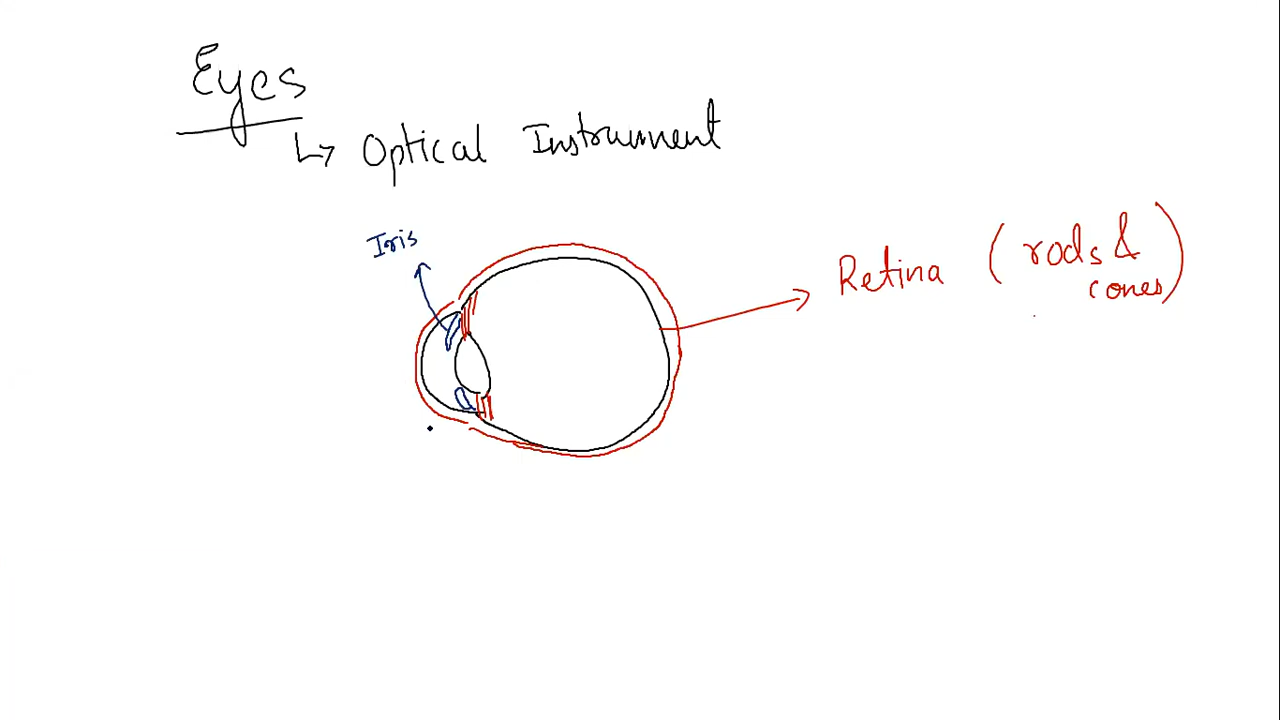 Eyes
↳ Optical Instrument
Iris
Retina (rods &
cones)